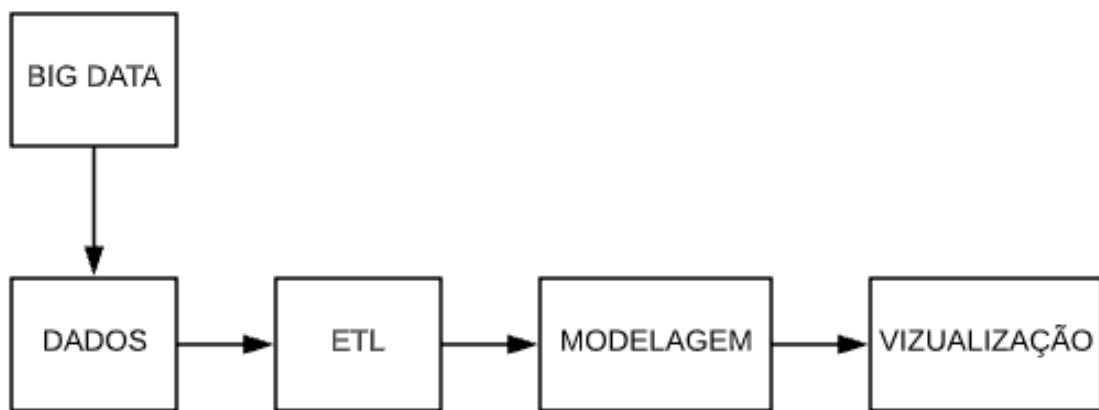 BIG DATA
DADOS
ETL
MODELAGEM
VIZUALIZAÇÃO